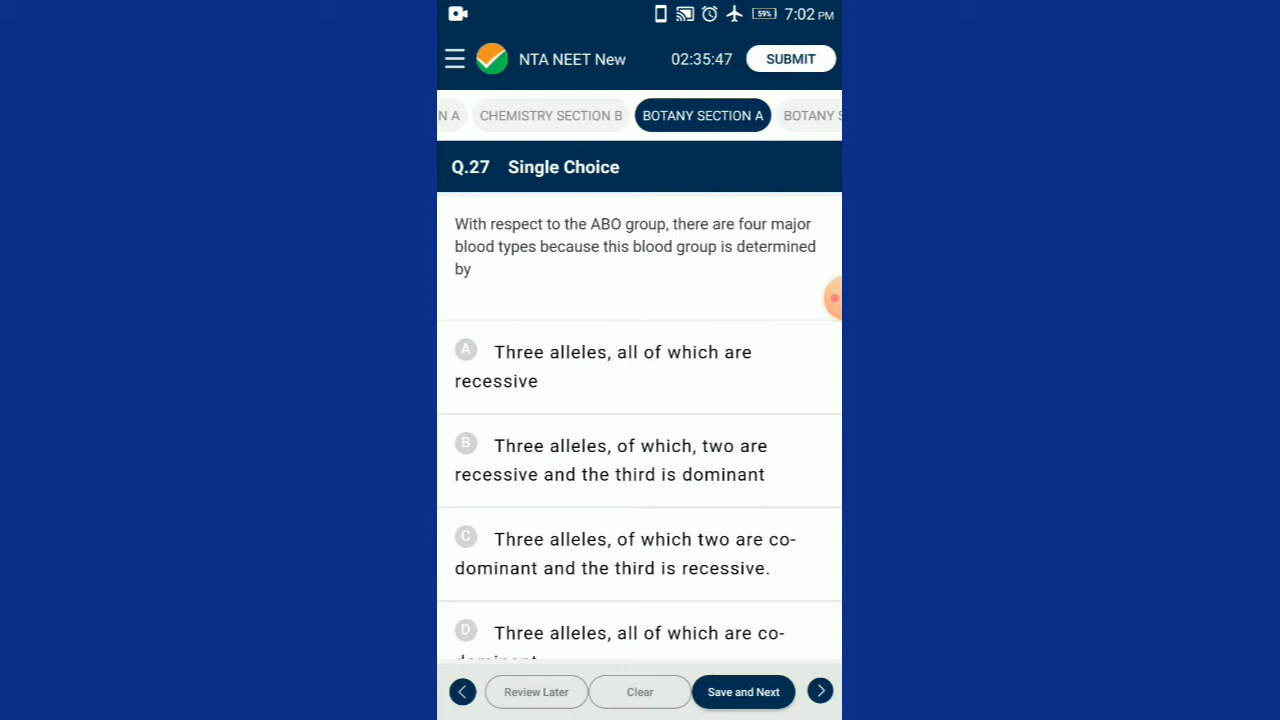 59% 7:02 PM
NTA NEET New 02:35:47 SUBMIT
N A CHEMISTRY SECTION B BOTANY SECTION A BOTANY S
Q.27 Single Choice
With respect to the ABO group, there are four major
blood types because this blood group is determined
by
A Three alleles, all of which are
recessive
B Three alleles, of which, two are
recessive and the third is dominant
C Three alleles, of which two are co-
dominant and the third is recessive.
D Three alleles, all of which are co-
dominant
Review Later Clear Save and Next